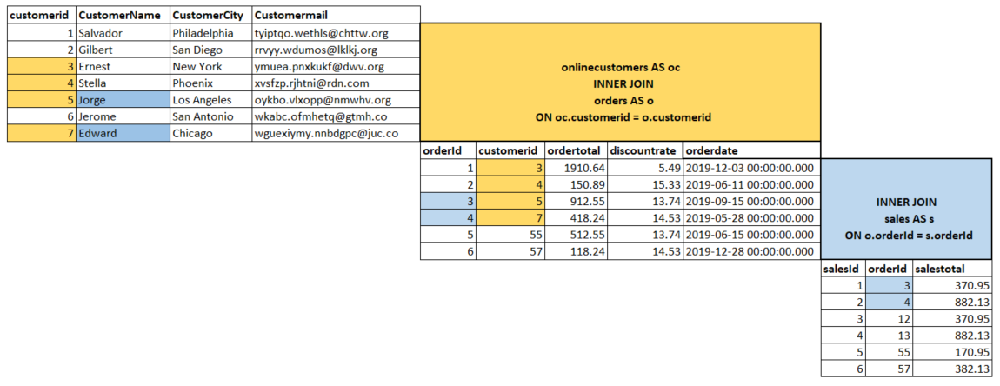 customerid CustomerName CustomerCity Customermail
1 Salvador Philadelphia tyiptqo.wethls@chttw.org
2 Gilbert San Diego rrvyy.wdumos@lklkj.org
3 Ernest New York ymuea.pnxkukf@dwv.org
4 Stella Phoenix xvsfzp.rjhtni@rdn.com
5 Jorge Los Angeles oykbo.vlxopp@nmwhv.org
6 Jerome San Antonio wkabc.ofmhetq@gtmh.co
7 Edward Chicago wguexiymy.nnbdgpc@juc.co
onlinecustomers AS oc
INNER JOIN
orders AS o
ON oc.customerid = o.customerid
orderId customerid ordertotal discountrate orderdate
1 3 1910.64 5.49 2019-12-03 00:00:00.000
2 4 150.89 15.33 2019-06-11 00:00:00.000
3 5 912.55 13.74 2019-09-15 00:00:00.000
4 7 418.24 14.53 2019-05-28 00:00:00.000
5 55 512.55 13.74 2019-06-15 00:00:00.000
6 57 118.24 14.53 2019-12-28 00:00:00.000
INNER JOIN
sales AS s
ON o.orderId = s.orderId
salesId orderId salestotal
1 3 370.95
2 4 882.13
3 12 370.95
4 13 882.13
5 55 170.95
6 57 382.13